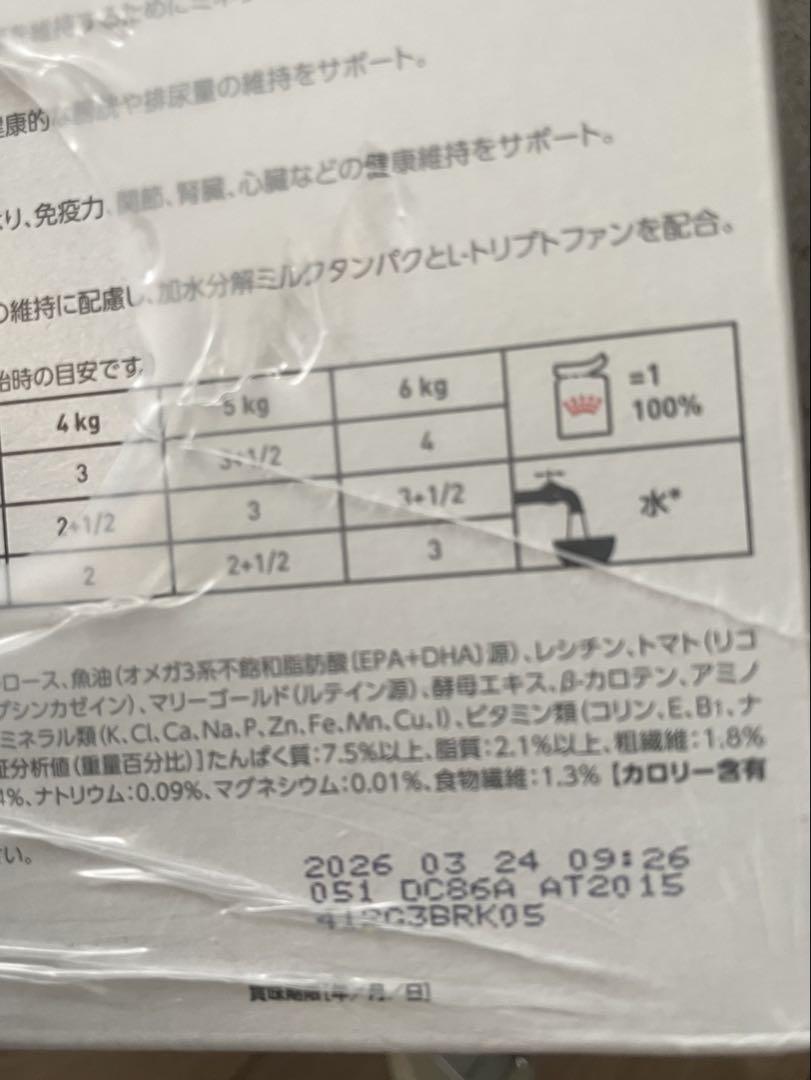 を維持するために
康的 や排尿量の維持をサポート。
り、免疫力、関節、腎臓、心臓などの健康維持をサポート。
の維持に配慮し、加水分解ミルクタンパクとL-トリプトファンを配合。
始時の目安です。
4 kg 5 kg 6 kg =1 100%
3 3+1/2 4
2+1/2 3 3+1/2 水*
2 2+1/2 3
ロース、魚油（オメガ3系不飽和脂肪酸〔EPA+DHA〕源）、レシチン、トマト（リコ
プシンカゼイン）、マリーゴールド（ルテイン源）、酵母エキス、β-カロテン、アミノ
ミネラル類（K,Cl,Ca,Na,P,Zn,Fe,Mn,Cu,I）、ビタミン類（コリン、E、B1、ナ
証分析値（重量百分比）]たんぱく質：7.5%以上、脂質：2.1%以上、粗繊維：1.8%
%、ナトリウム：0.09%、マグネシウム：0.01%、食物繊維：1.3% 【カロリー含有
さい。
2026 03 24 09:26
051 DC86A AT2015
412C3BRK05
賞味期限[年／月／日]